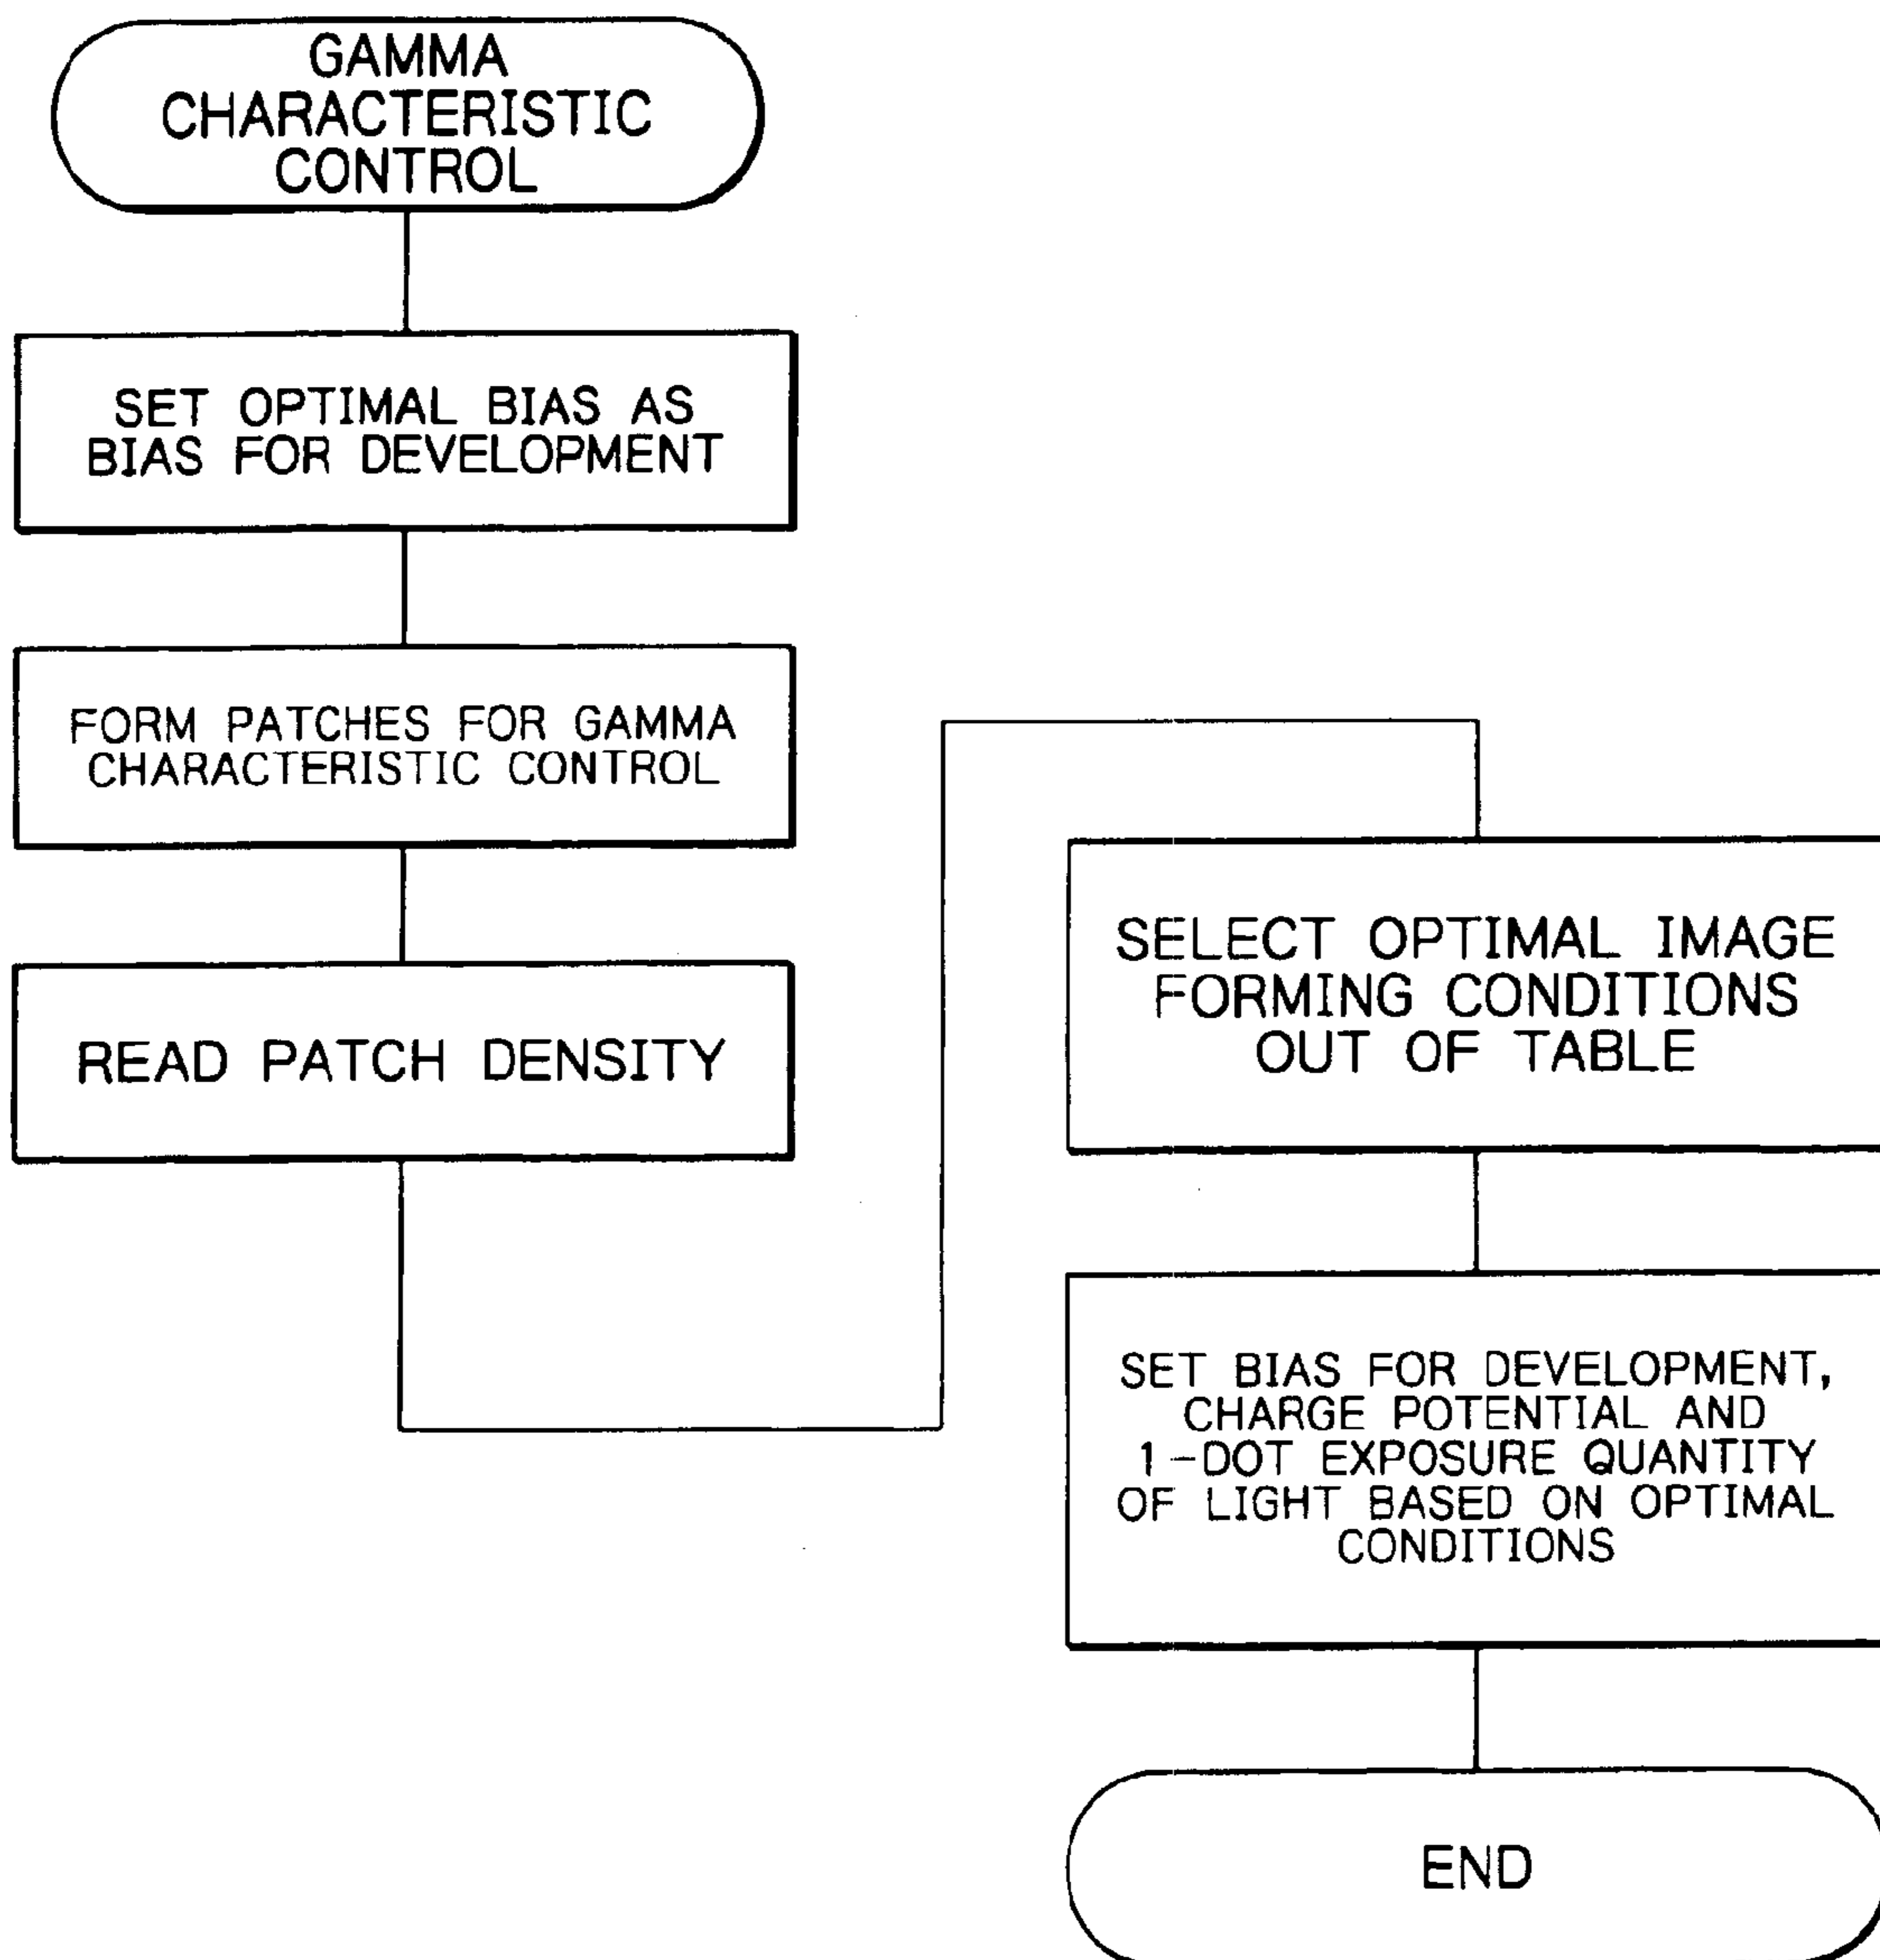 GAMMA
CHARACTERISTIC
CONTROL
SET OPTIMAL BIAS AS
BIAS FOR DEVELOPMENT
FORM PATCHES FOR GAMMA
CHARACTERISTIC CONTROL
READ PATCH DENSITY
SELECT OPTIMAL IMAGE
FORMING CONDITIONS
OUT OF TABLE
SET BIAS FOR DEVELOPMENT,
CHARGE POTENTIAL AND
1-DOT EXPOSURE QUANTITY
OF LIGHT BASED ON OPTIMAL
CONDITIONS
END